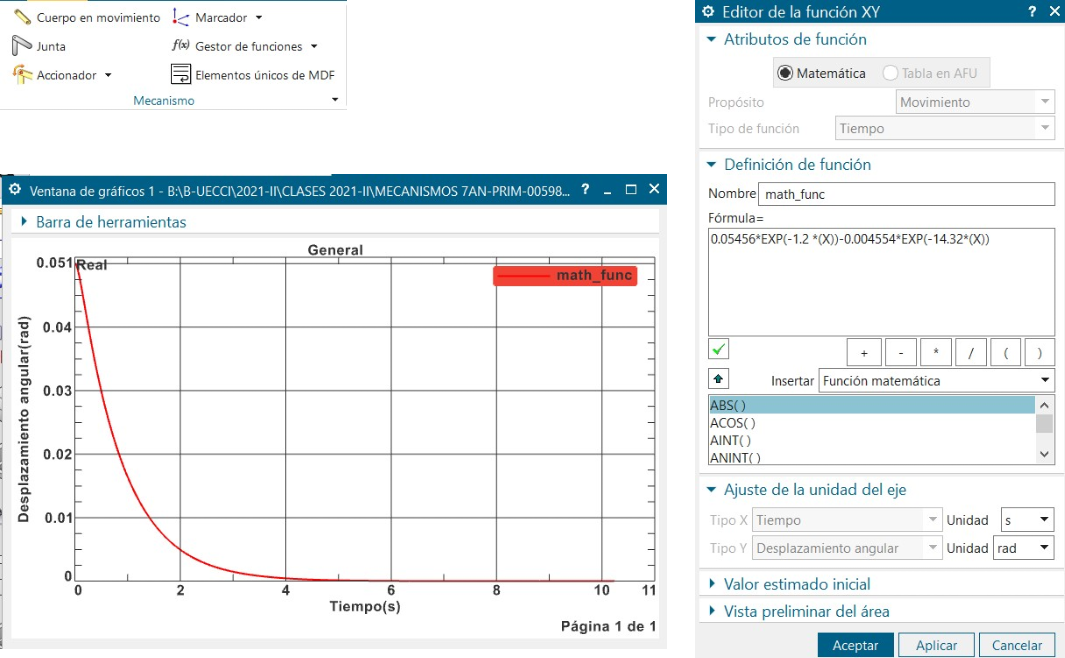 Cuerpo en movimiento
Marcador
Junta
f(x) Gestor de funciones
Accionador
Elementos únicos de MDF
Mecanismo
Ventana de gráficos 1 - B:\B-UECCI\2021-II\CLASES 2021-II\MECANISMOS 7AN-PRIM-00598... ?
Barra de herramientas
General
Real
math_func
0.051
0.04
0.03
0.02
0.01
0
Desplazamiento angular(rad)
0 2 4 6 8 10 11
Tiempo(s)
Página 1 de 1
Editor de la función XY ?
Atributos de función
Matemática Tabla en AFU
Propósito Movimiento
Tipo de función Tiempo
Definición de función
Nombre math_func
Fórmula=
0.05456*EXP(-1.2 *(X))-0.004554*EXP(-14.32*(X))
+ - * / ( )
Insertar Función matemática
ABS( )
ACOS( )
AINT( )
ANINT( )
Ajuste de la unidad del eje
Tipo X Tiempo Unidad s
Tipo Y Desplazamiento angular Unidad rad
Valor estimado inicial
Vista preliminar del área
Aceptar Aplicar Cancelar